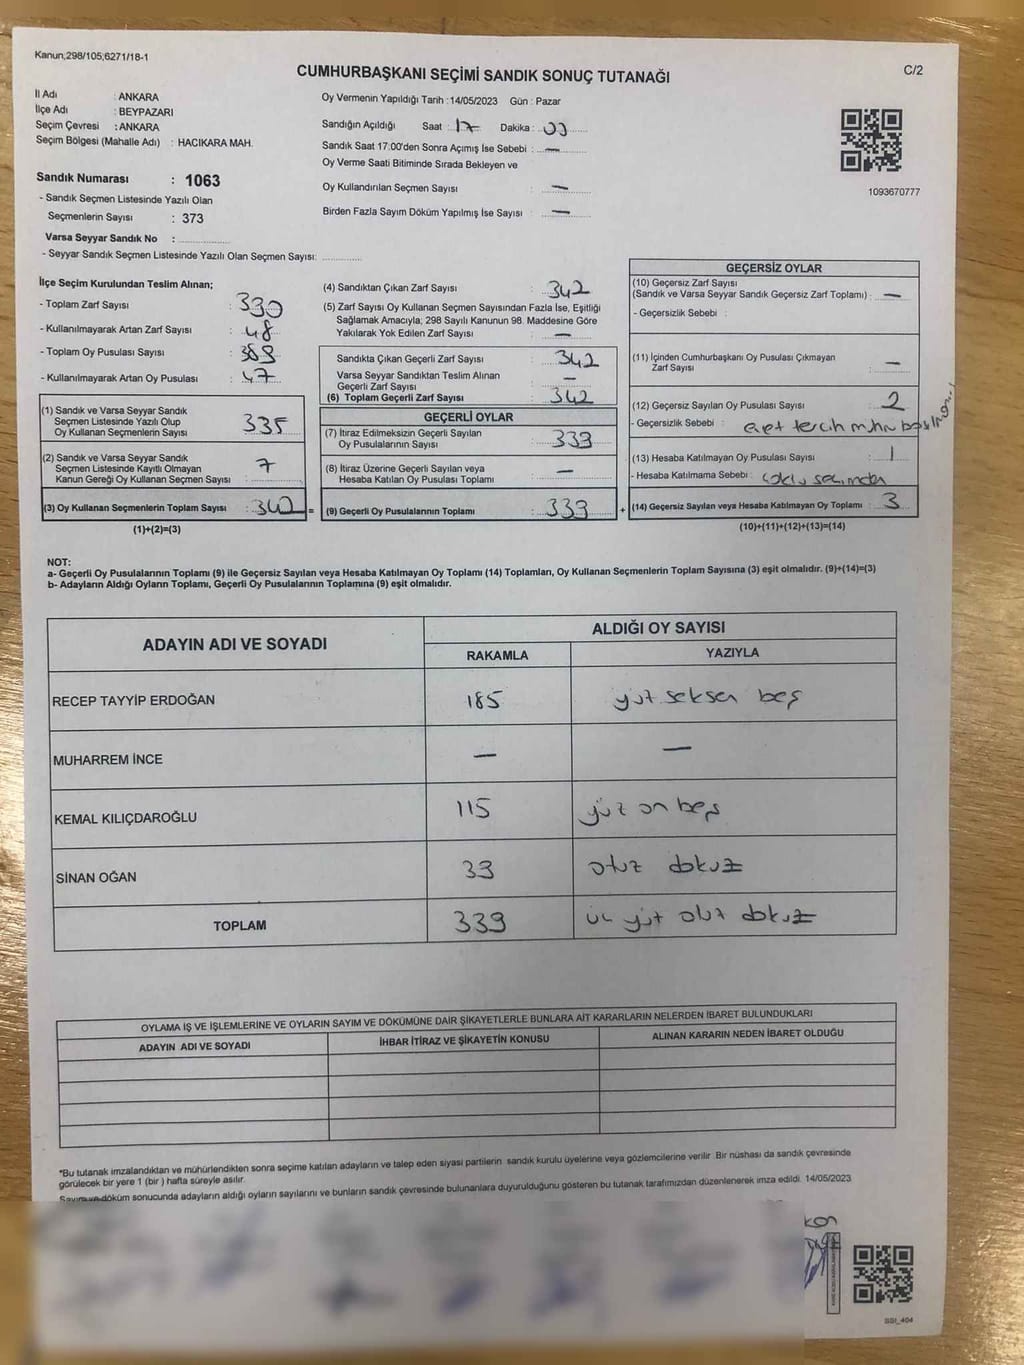 Kanun;298/105;6271/18-1
CUMHURBAŞKANI SEÇİMİ SANDIK SONUÇ TUTANAĞI
C/2
İl Adı : ANKARA
İlçe Adı : BEYPAZARI
Seçim Çevresi : ANKARA
Seçim Bölgesi (Mahalle Adı) : HACIKARA MAH.
Sandık Numarası : 1063
- Sandık Seçmen Listesinde Yazılı Olan
Seçmenlerin Sayısı : 373
Varsa Seyyar Sandık No :
- Seyyar Sandık Seçmen Listesinde Yazılı Olan Seçmen Sayısı:
Oy Vermenin Yapıldığı Tarih :14/05/2023 Gün : Pazar
Sandığın Açıldığı Saat : 17 Dakika :
Sandık Saat 17:00'den Sonra Açımış İse Sebebi : —
Oy Verme Saati Bitiminde Sırada Bekleyen ve
Oy Kullandırılan Seçmen Sayısı : —
Birden Fazla Sayım Döküm Yapılmış İse Sayısı : —
1093670777
İlçe Seçim Kurulundan Teslim Alınan;
- Toplam Zarf Sayısı :
- Kullanılmayarak Artan Zarf Sayısı : 48
- Toplam Oy Pusulası Sayısı :
- Kullanılmayarak Artan Oy Pusulası : 47
(1) Sandık ve Varsa Seyyar Sandık
Seçmen Listesinde Yazılı Olup
Oy Kullanan Seçmenlerin Sayısı : 335
(2) Sandık ve Varsa Seyyar Sandık
Seçmen Listesinde Kayıtlı Olmayan
Kanun Gereği Oy Kullanan Seçmen Sayısı : 7
(3) Oy Kullanan Seçmenlerin Toplam Sayısı : 342 =
(1)+(2)=(3)
(4) Sandıktan Çıkan Zarf Sayısı : 342
(5) Zarf Sayısı Oy Kullanan Seçmen Sayısından Fazla İse, Eşitliği
Sağlamak Amacıyla; 298 Sayılı Kanunun 98. Maddesine Göre
Yakılarak Yok Edilen Zarf Sayısı : —
Sandıkta Çıkan Geçerli Zarf Sayısı : 342
Varsa Seyyar Sandıktan Teslim Alınan
Geçerli Zarf Sayısı : —
(6) Toplam Geçerli Zarf Sayısı : 342
GEÇERLİ OYLAR
(7) İtiraz Edilmeksizin Geçerli Sayılan
Oy Pusulalarının Sayısı : 339
(8) İtiraz Üzerine Geçerli Sayılan veya
Hesaba Katılan Oy Pusulası Toplamı : —
(9) Geçerli Oy Pusulalarının Toplamı : 339 +
GEÇERSİZ OYLAR
(10) Geçersiz Zarf Sayısı
(Sandık ve Varsa Seyyar Sandık Geçersiz Zarf Toplamı) : —
- Geçersizlik Sebebi :
(11) İçinden Cumhurbaşkanı Oy Pusulası Çıkmayan
Zarf Sayısı : —
(12) Geçersiz Sayılan Oy Pusulası Sayısı : 2
- Geçersizlik Sebebi : evet tercih mührü
(13) Hesaba Katılmayan Oy Pusulası Sayısı : 1
- Hesaba Katılmama Sebebi :
(14) Geçersiz Sayılan veya Hesaba Katılmayan Oy Toplamı : 3
(10)+(11)+(12)+(13)=(14)
NOT:
a- Geçerli Oy Pusulalarının Toplamı (9) ile Geçersiz Sayılan veya Hesaba Katılmayan Oy Toplamı (14) Toplamları, Oy Kullanan Seçmenlerin Toplam Sayısına (3) eşit olmalıdır. (9)+(14)=(3)
b- Adayların Aldığı Oyların Toplamı, Geçerli Oy Pusulalarının Toplamına (9) eşit olmalıdır.
ADAYIN ADI VE SOYADI ALDIĞI OY SAYISI
RAKAMLA YAZIYLA
RECEP TAYYİP ERDOĞAN 185 yüz seksen beş
MUHARREM İNCE — —
KEMAL KILIÇDAROĞLU 115 yüz on beş
SİNAN OĞAN 39 otuz dokuz
TOPLAM 339 üç yüz otuz dokuz
OYLAMA İŞ VE İŞLEMLERİNE VE OYLARIN SAYIM VE DÖKÜMÜNE DAİR ŞİKAYETLERLE BUNLARA AİT KARARLARIN NELERDEN İBARET BULUNDUKLARI
ADAYIN ADI VE SOYADI İHBAR İTİRAZ VE ŞİKAYETİN KONUSU ALINAN KARARIN NEDEN İBARET OLDUĞU
*Bu tutanak imzalandıktan ve mühürlendikten sonra seçime katılan adayların ve talep eden siyasi partilerin sandık kurulu üyelerine veya gözlemcilerine verilir. Bir nüshası da sandık çevresinde
görülecek bir yere 1 (bir ) hafta süreyle asılır.
Sayım ve döküm sonucunda adayların aldığı oyların sayılarını ve bunların sandık çevresinde bulunanlara duyurulduğunu gösteren bu tutanak tarafımızdan düzenlenerek imza edildi. 14/05/2023
SSI_404